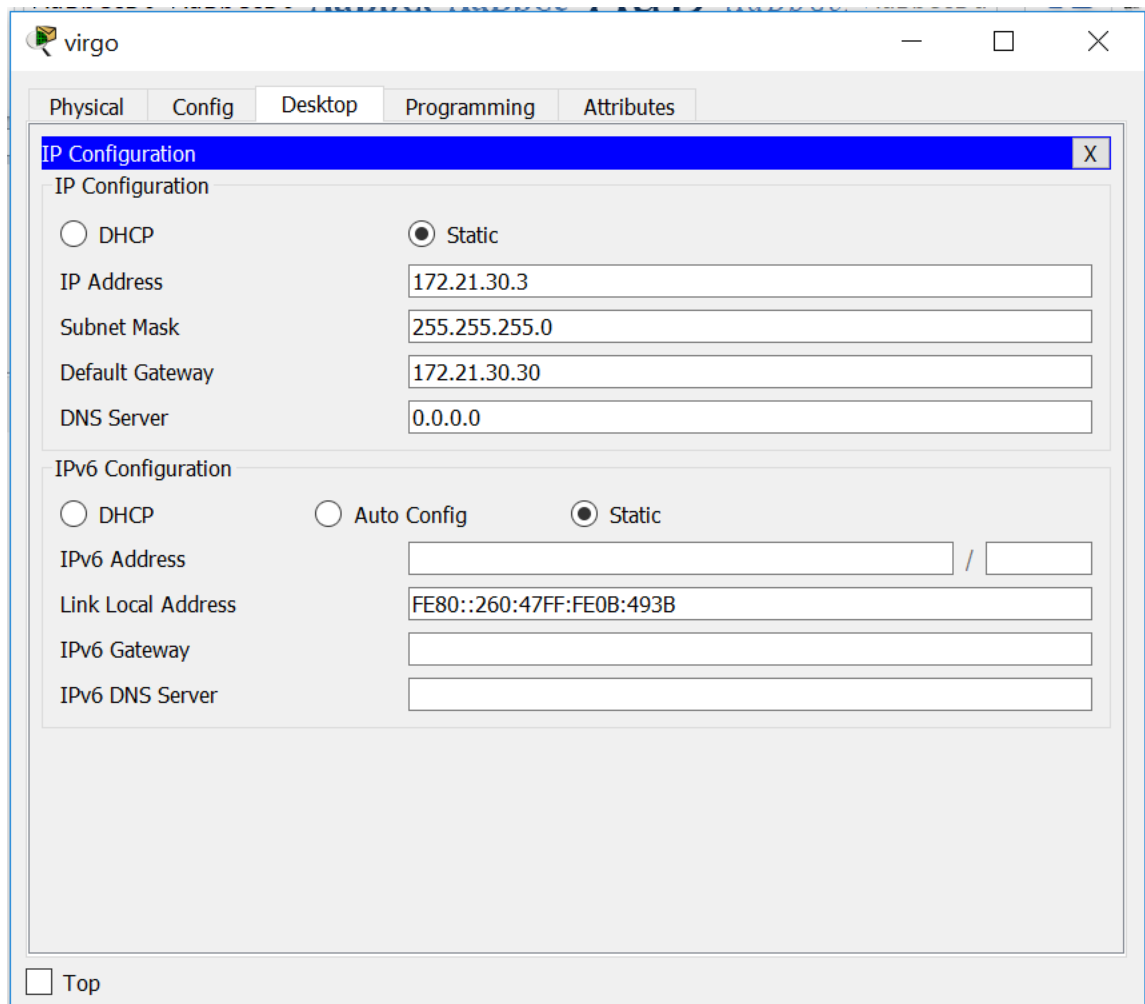 virgo
Physical Config Desktop Programming Attributes
IP Configuration X
IP Configuration
DHCP Static
IP Address 172.21.30.3
Subnet Mask 255.255.255.0
Default Gateway 172.21.30.30
DNS Server 0.0.0.0
IPv6 Configuration
DHCP Auto Config Static
IPv6 Address /
Link Local Address FE80::260:47FF:FE0B:493B
IPv6 Gateway
IPv6 DNS Server
Top